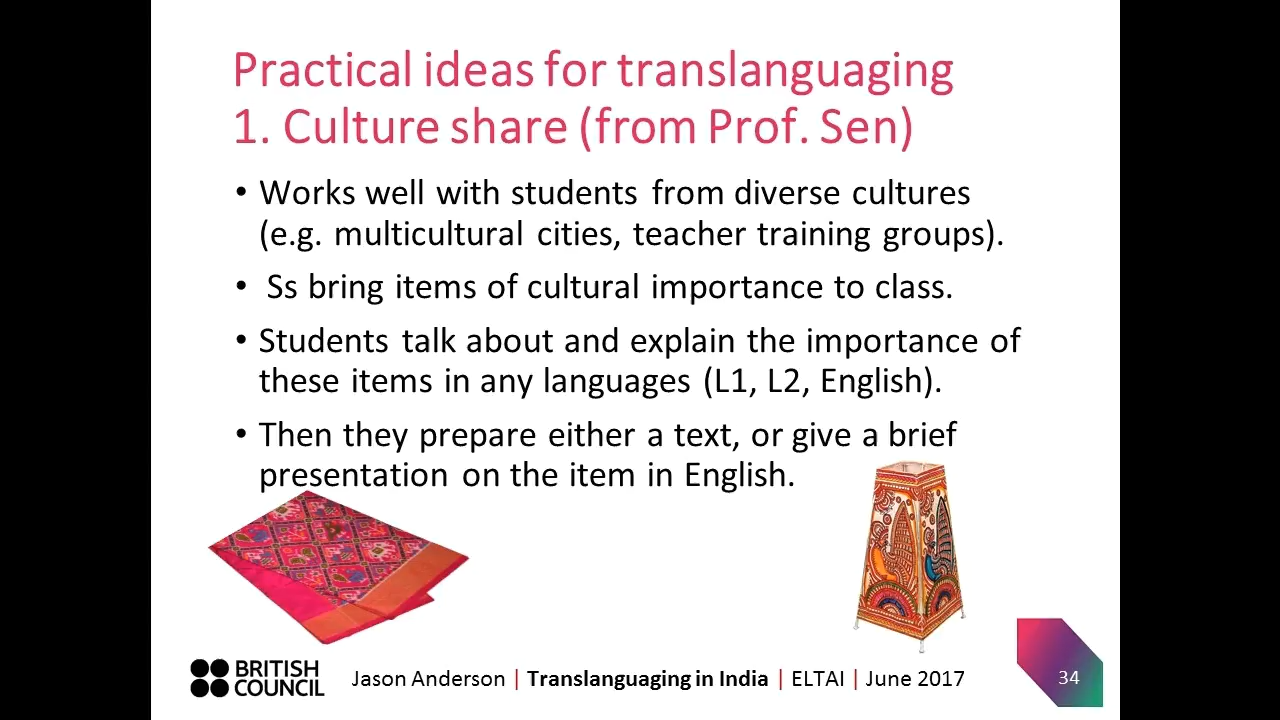 Practical ideas for translanguaging
1. Culture share (from Prof. Sen)
• Works well with students from diverse cultures
(e.g. multicultural cities, teacher training groups).
• Ss bring items of cultural importance to class.
• Students talk about and explain the importance of
these items in any languages (L1, L2, English).
• Then they prepare either a text, or give a brief
presentation on the item in English.
BRITISH
COUNCIL
Jason Anderson | Translanguaging in India | ELTAI | June 2017
34